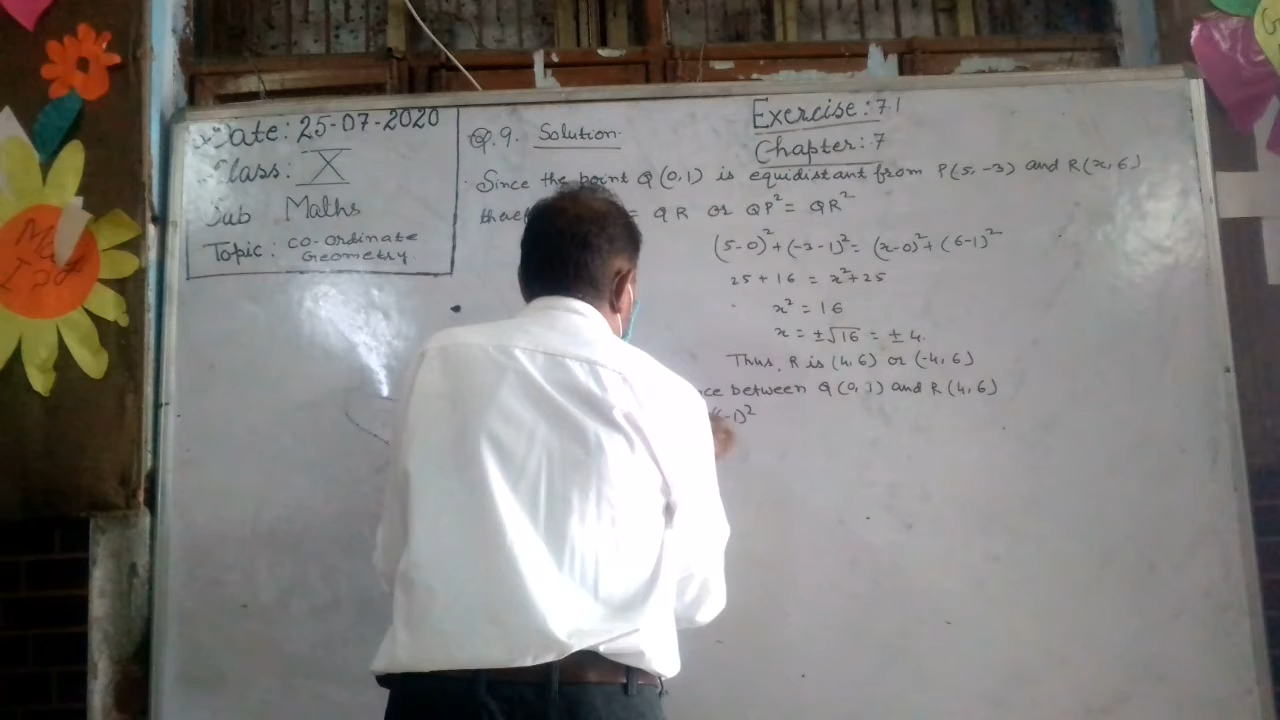 Date: 25-07-2020
Class: X
Sub Maths
Topic: CO-Ordinate
Geometry.
Exercise: 7.1
Chapter: 7
Q.9. Solution.
Since the point Q(0,1) is equidistant from P(5,-3) and R(x,6)
= QR or QP² = QR²
(5-0)²+(-3-1)² = (x-0)²+(6-1)²
25+16 = x²+25
x² = 16
x = ±√16 = ±4.
Thus, R is (4,6) or (-4,6)
between Q(0,1) and R(4,6)
-1)²